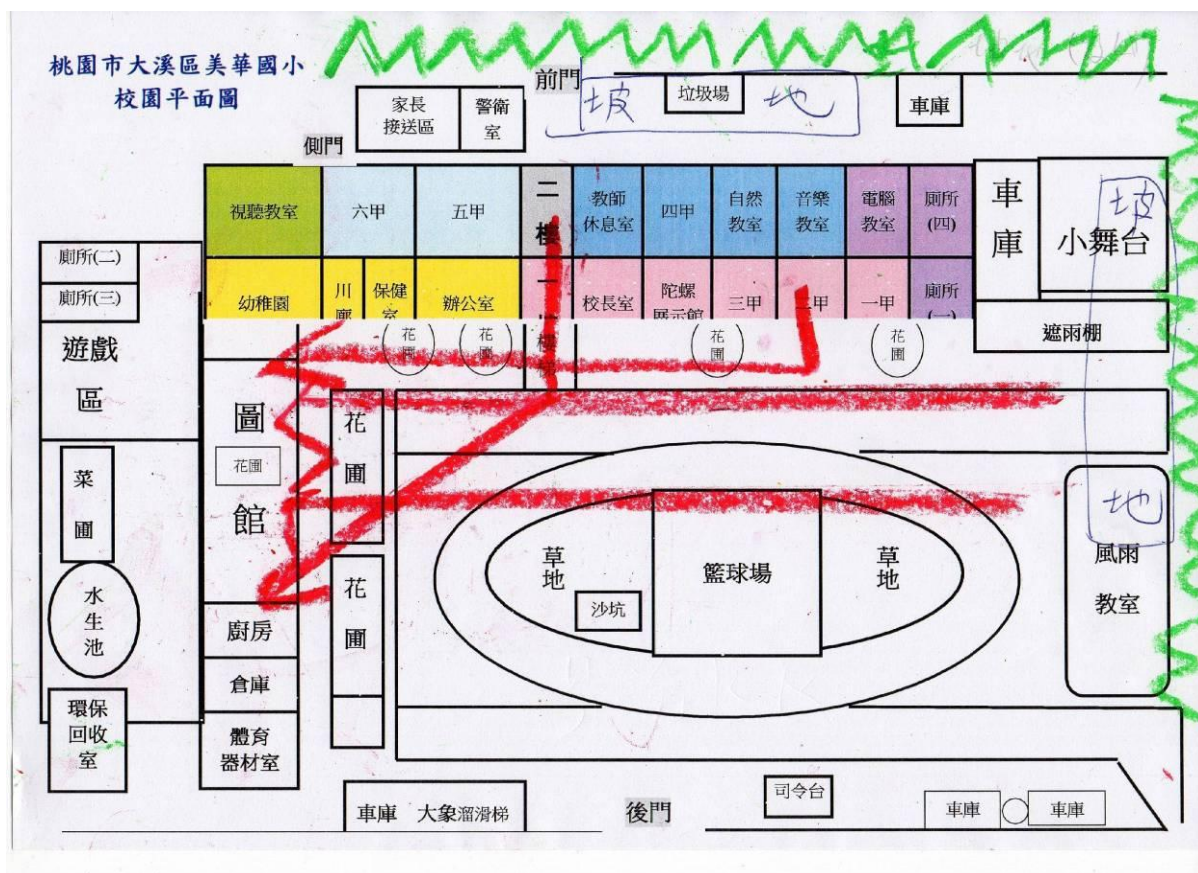 桃園市大溪區美華國小
校園平面圖
前門
坡 地
垃圾場
車庫
家長
接送區
警衛
室
側門
視聽教室
六甲
五甲
二
樓
教師
休息室
四甲
自然
教室
音樂
教室
電腦
教室
廁所
(四)
車
庫
小舞台
坡
地
廁所(二)
廁所(三)
遊戲
區
幼稚園
川
廊
保健
室
辦公室
一
樓
樓
梯
校長室
陀螺
展示館
三甲
二甲
一甲
廁所
(一)
遮雨棚
花
圃
花
圃
花
圃
花
圃
圖
花圃
館
花
圃
菜
圃
水
生
池
環保
回收
室
廚房
倉庫
體育
器材室
花
圃
草
地
沙坑
籃球場
草
地
風雨
教室
車庫 大象溜滑梯
後門
司令台
車庫
車庫